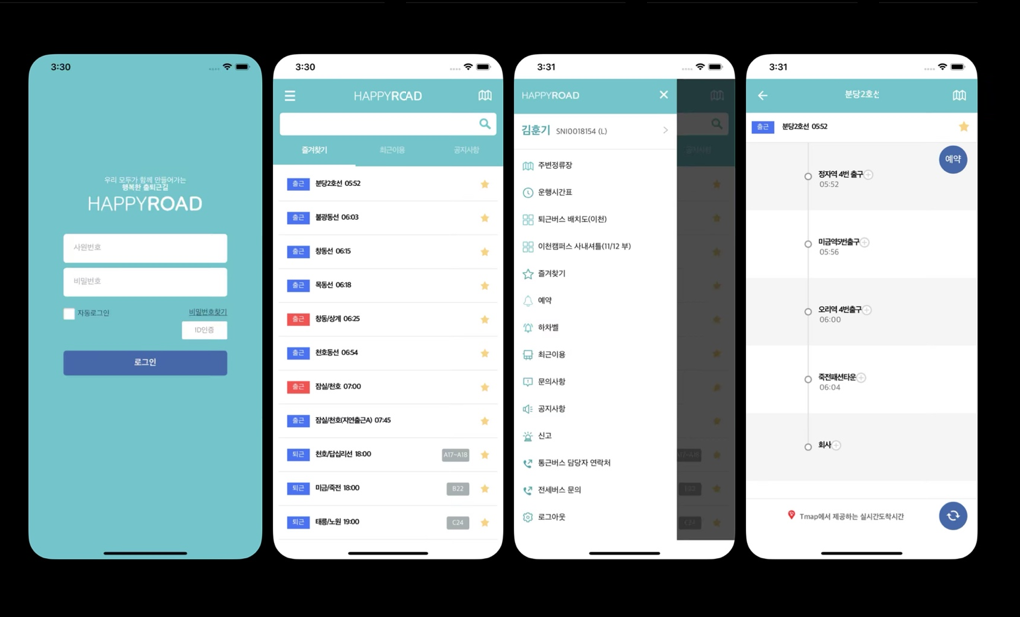 3:30
우리 모두가 함께 만들어가는
행복한 출퇴근길
HAPPYROAD
사원번호
비밀번호
자동로그인
비밀번호찾기
ID인증
로그인
3:30
HAPPYROAD
즐겨찾기 최근이용 공지사항
출근 분당2호선 05:52
출근 불광동선 06:03
출근 창동선 06:15
출근 목동선 06:18
출근 창동/상계 06:25
출근 천호동선 06:54
출근 잠실/천호 07:00
출근 잠실/천호(자연출근A) 07:45
퇴근 천호/답십리선 18:00 A17~A18
퇴근 미금/죽전 18:00 B22
퇴근 태릉/노원 19:00 C24
3:31
HAPPYROAD
김훈기 SNI0018154 (L)
주변정류장
운행시간표
퇴근버스 배치도(이천)
이천캠퍼스 사내셔틀(11/12 부)
즐겨찾기
예약
하차벨
최근이용
문의사항
공지사항
신고
통근버스 담당자 연락처
전세버스 문의
로그아웃
3:31
분당2호선
출근 분당2호선 05:52
예약
정자역 4번 출구
05:52
미금역5번출구
05:56
오리역 4번출구
06:00
죽전패션타운
06:04
회사
Tmap에서 제공하는 실시간도착시간